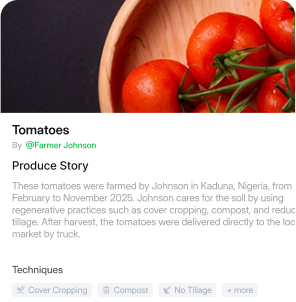 Tomatoes
By @Farmer Johnson
Produce Story
These tomatoes were farmed by Johnson in Kaduna, Nigeria, from
February to November 2025. Johnson cares for the soil by using
regenerative practices such as cover cropping, compost, and reduc
tillage. After harvest, the tomatoes were delivered directly to the loc
market by truck.
Techniques
Cover Cropping Compost No Tillage + more